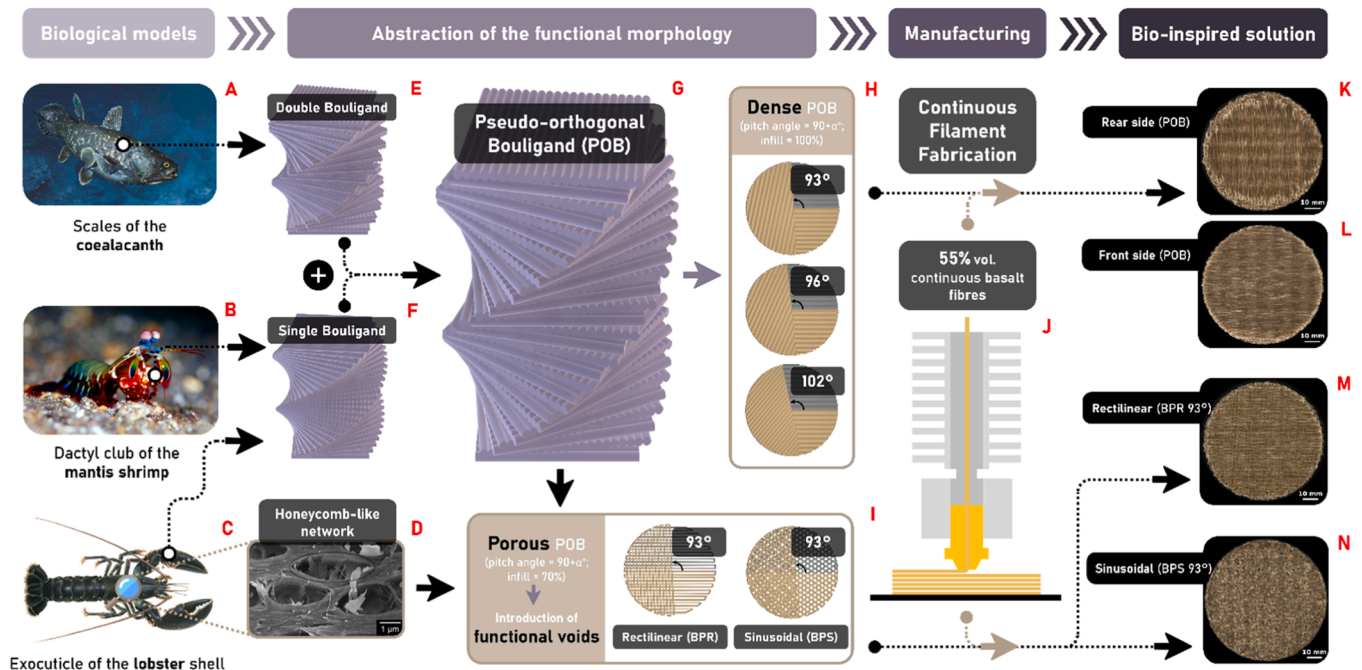 Biological models
Abstraction of the functional morphology
Manufacturing
Bio-inspired solution
A
Scales of the
coealacanth
B
Dactyl club of the
mantis shrimp
C
Exocuticle of the lobster shell
Honeycomb-like
network
D
1 µm
Double Bouligand
E
Single Bouligand
F
Pseudo-orthogonal
Bouligand (POB)
G
Dense POB
(pitch angle = 90+α°;
infill = 100%)
93°
96°
102°
H
Porous POB
(pitch angle = 90+α°;
infill = 70%)
Introduction of
functional voids
93°
Rectilinear (BPR)
93°
Sinusoidal (BPS)
I
Continuous
Filament
Fabrication
55% vol.
continuous basalt
fibres
J
Rear side (POB)
10 mm
K
Front side (POB)
10 mm
L
Rectilinear (BPR 93°)
10 mm
M
Sinusoidal (BPS 93°)
10 mm
N